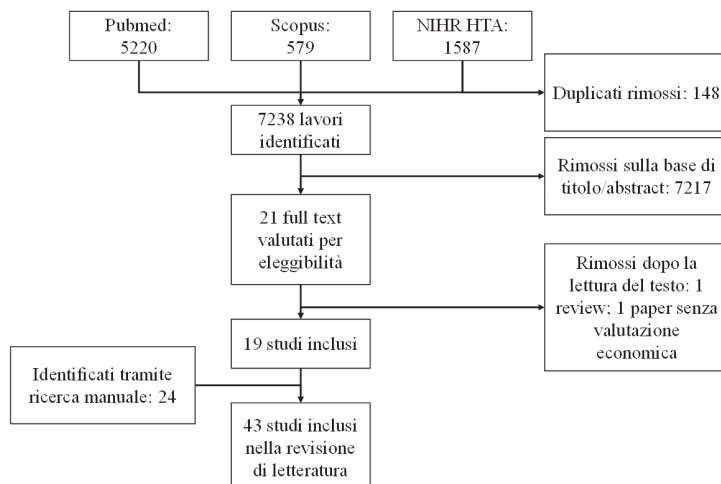 Pubmed:
5220
Scopus:
579
NIHR HTA:
1587
Duplicati rimossi: 148
7238 lavori
identificati
Rimossi sulla base di
titolo/abstract: 7217
21 full text
valutati per
eleggibilità
Rimossi dopo la
lettura del testo: 1
review; 1 paper senza
valutazione
economica
19 studi inclusi
Identificati tramite
ricerca manuale: 24
43 studi inclusi
nella revisione
di letteratura